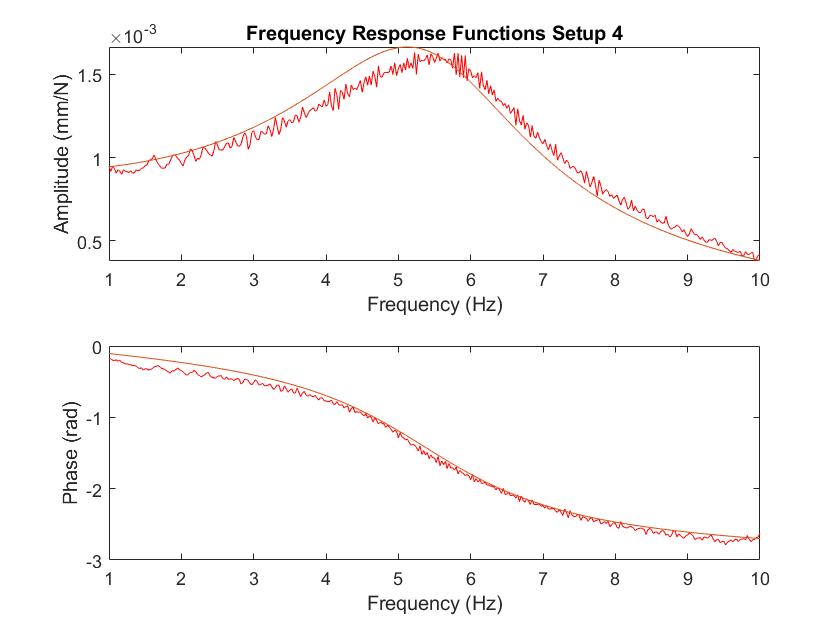 ×10-3
Frequency Response Functions Setup 4
Amplitude (mm/N)
1.5
1
0.5
1 2 3 4 5 6 7 8 9 10
Frequency (Hz)
Phase (rad)
0
-1
-2
-3
1 2 3 4 5 6 7 8 9 10
Frequency (Hz)